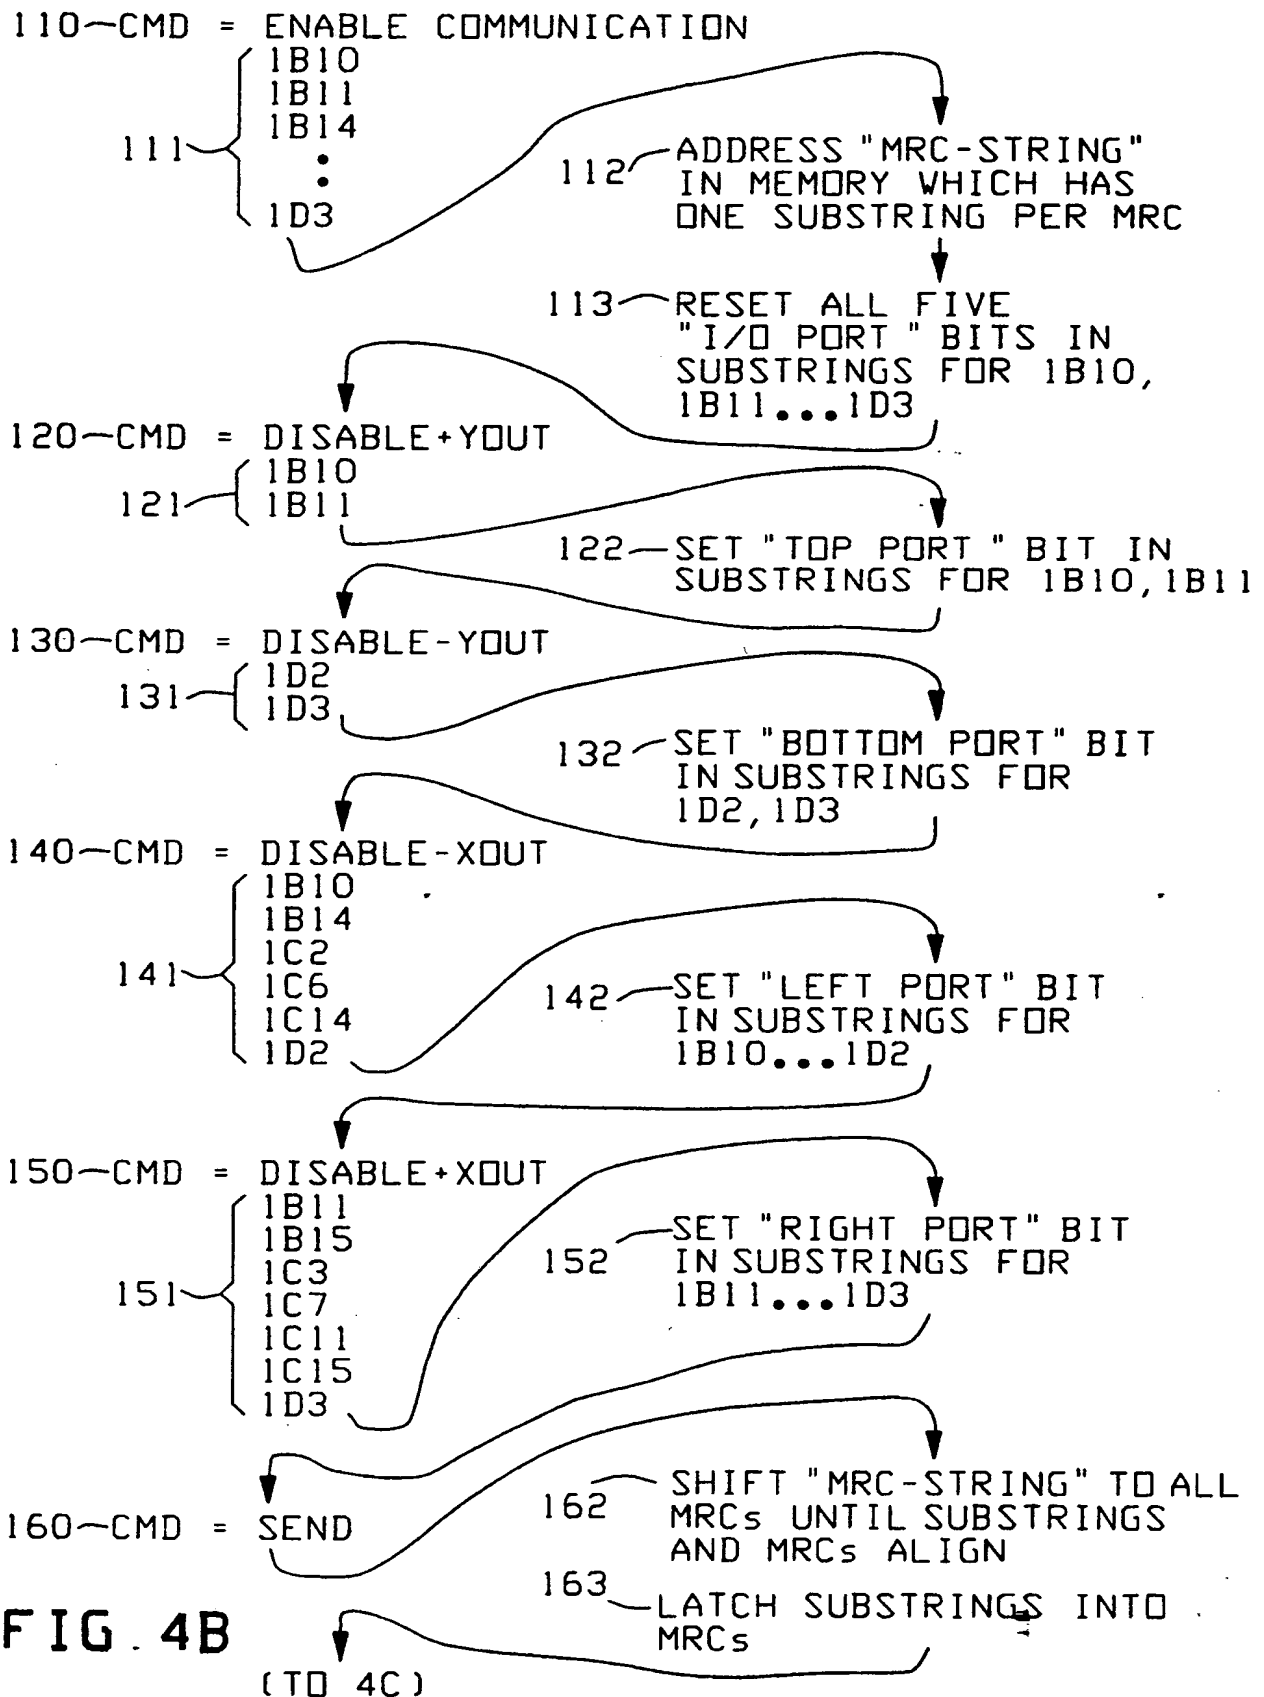 110 CMD = ENABLE COMMUNICATION
111
1B10
1B11
1B14
1D3
112 ADDRESS "MRC-STRING"
IN MEMORY WHICH HAS
ONE SUBSTRING PER MRC
113 RESET ALL FIVE
"I/O PORT" BITS IN
SUBSTRINGS FOR 1B10,
1B11...1D3
120 CMD = DISABLE+YOUT
121
1B10
1B11
122 SET "TOP PORT" BIT IN
SUBSTRINGS FOR 1B10,1B11
130 CMD = DISABLE-YOUT
131
1D2
1D3
132 SET "BOTTOM PORT" BIT
IN SUBSTRINGS FOR
1D2,1D3
140 CMD = DISABLE-XOUT
141
1B10
1B14
1C2
1C6
1C14
1D2
142 SET "LEFT PORT" BIT
IN SUBSTRINGS FOR
1B10...1D2
150 CMD = DISABLE+XOUT
151
1B11
1B15
1C3
1C7
1C11
1C15
1D3
152 SET "RIGHT PORT" BIT
IN SUBSTRINGS FOR
1B11...1D3
160 CMD = SEND
162 SHIFT "MRC-STRING" TO ALL
MRCs UNTIL SUBSTRINGS
AND MRCs ALIGN
163 LATCH SUBSTRINGS INTO
MRCs
FIG. 4B
(TO 4C)